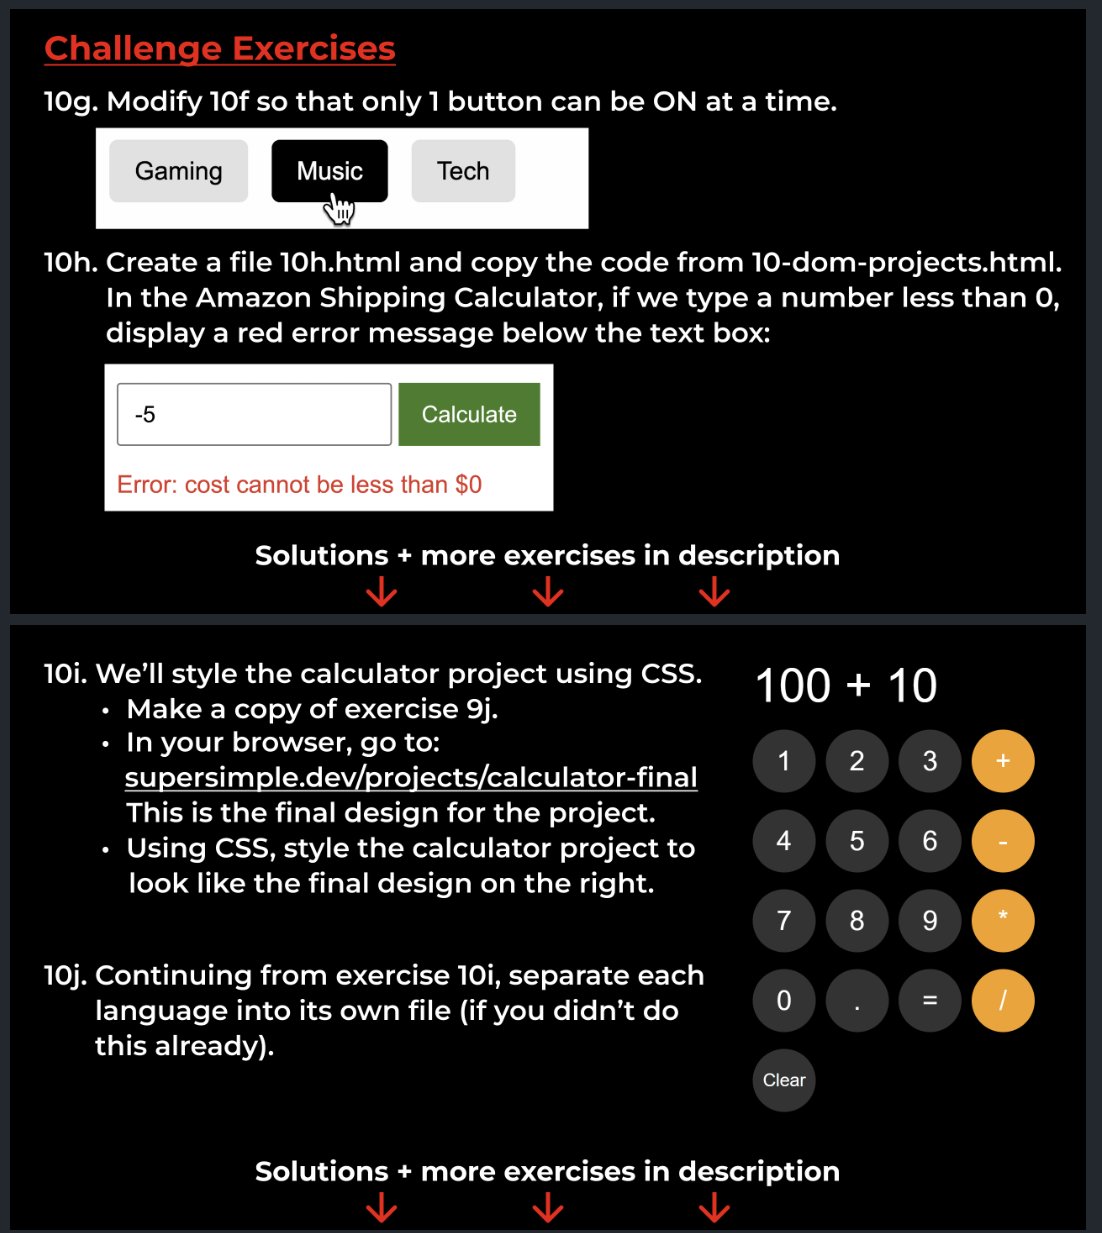 Challenge Exercises
10g. Modify 10f so that only 1 button can be ON at a time.
Gaming
Music
Tech
10h. Create a file 10h.html and copy the code from 10-dom-projects.html.
In the Amazon Shipping Calculator, if we type a number less than 0,
display a red error message below the text box:
-5
Calculate
Error: cost cannot be less than $0
Solutions + more exercises in description
10i. We’ll style the calculator project using CSS.
• Make a copy of exercise 9j.
• In your browser, go to:
supersimple.dev/projects/calculator-final
This is the final design for the project.
• Using CSS, style the calculator project to
look like the final design on the right.
10j. Continuing from exercise 10i, separate each
language into its own file (if you didn’t do
this already).
100 + 10
1 2 3 +
4 5 6 -
7 8 9 *
0 . = /
Clear
Solutions + more exercises in description